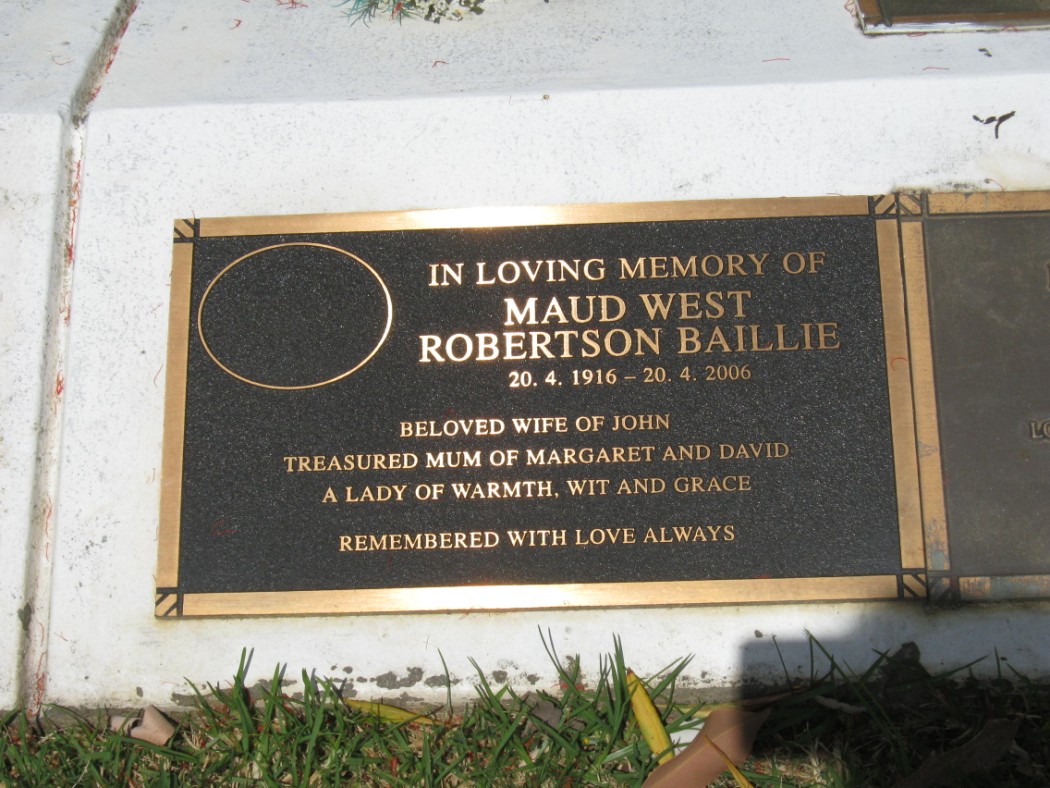 IN LOVING MEMORY OF
MAUD WEST
ROBERTSON BAILLIE
20. 4. 1916 – 20. 4. 2006
BELOVED WIFE OF JOHN
TREASURED MUM OF MARGARET AND DAVID
A LADY OF WARMTH, WIT AND GRACE
REMEMBERED WITH LOVE ALWAYS